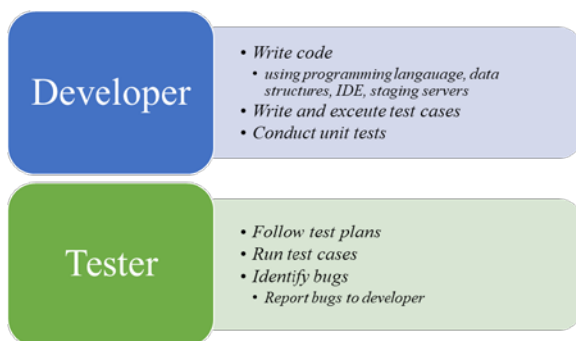 Developer
• Write code
• using programming langauage, data
structures, IDE, staging servers
• Write and exceute test cases
• Conduct unit tests
Tester
• Follow test plans
• Run test cases
• Identify bugs
• Report bugs to developer